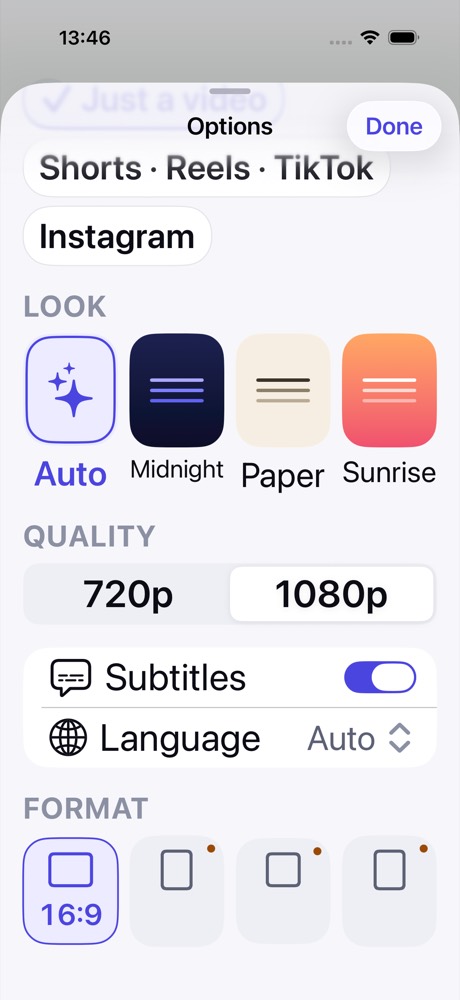 13:46
Just a video
Options
Done
Shorts · Reels · TikTok
Instagram
LOOK
Auto
Midnight
Paper
Sunrise
QUALITY
720p
1080p
Subtitles
Language
Auto
FORMAT
16:9